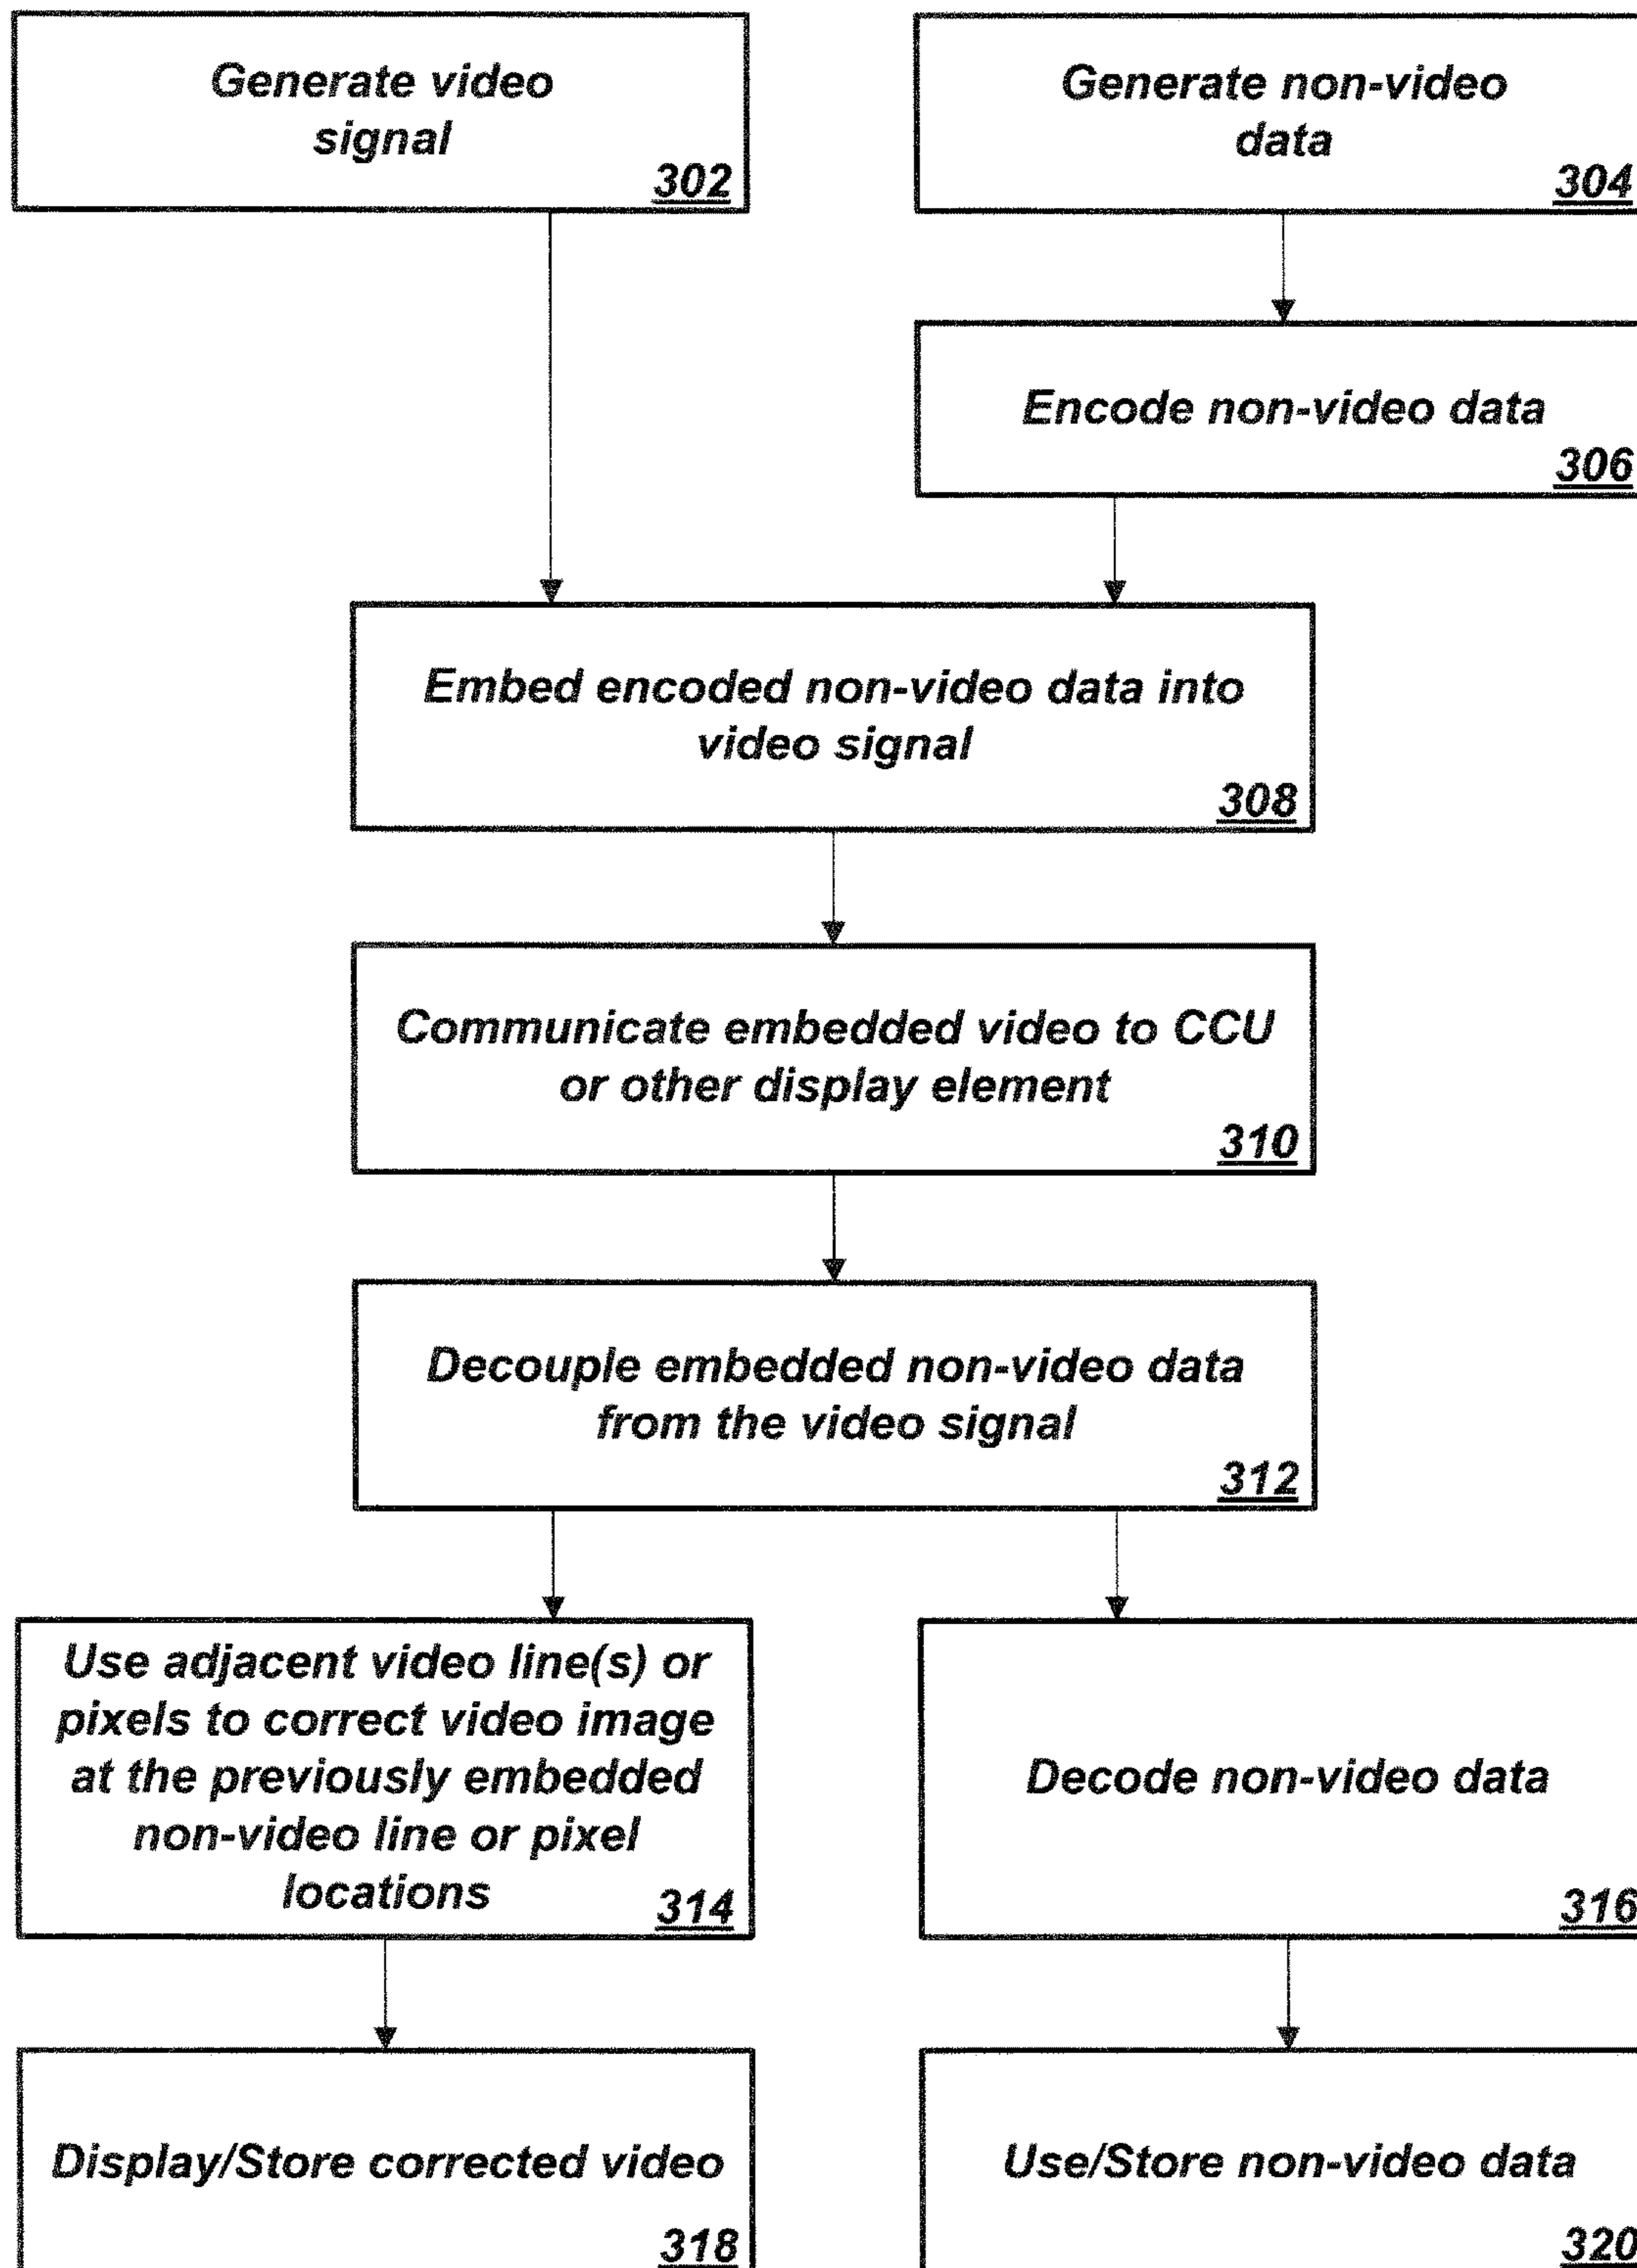 Generate video
signal
302
Generate non-video
data
304
Encode non-video data
306
Embed encoded non-video data into
video signal
308
Communicate embedded video to CCU
or other display element
310
Decouple embedded non-video data
from the video signal
312
Use adjacent video line(s) or
pixels to correct video image
at the previously embedded
non-video line or pixel
locations
314
Decode non-video data
316
Display/Store corrected video
318
Use/Store non-video data
320